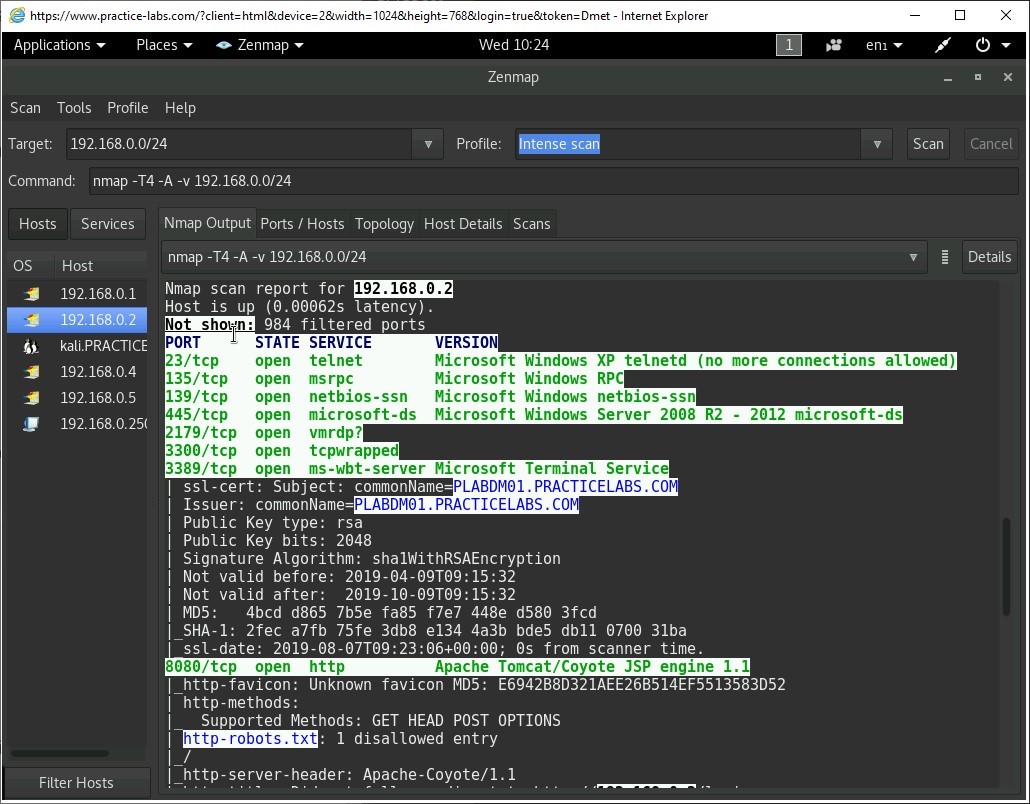 https://www.practice-labs.com/?client=html&device=2&width=1024&height=768&login=true&token=Dmet - Internet Explorer
Applications Places Zenmap Wed 10:24 1 en1
Zenmap
Scan Tools Profile Help
Target: 192.168.0.0/24 Profile: Intense scan Scan Cancel
Command: nmap -T4 -A -v 192.168.0.0/24
Hosts Services
OS Host
192.168.0.1
192.168.0.2
kali.PRACTICE
192.168.0.4
192.168.0.5
192.168.0.250
Filter Hosts
Nmap Output Ports / Hosts Topology Host Details Scans
nmap -T4 -A -v 192.168.0.0/24 Details
Nmap scan report for 192.168.0.2
Host is up (0.00062s latency).
Not shown: 984 filtered ports
PORT STATE SERVICE VERSION
23/tcp open telnet Microsoft Windows XP telnetd (no more connections allowed)
135/tcp open msrpc Microsoft Windows RPC
139/tcp open netbios-ssn Microsoft Windows netbios-ssn
445/tcp open microsoft-ds Microsoft Windows Server 2008 R2 - 2012 microsoft-ds
2179/tcp open vmrdp?
3300/tcp open tcpwrapped
3389/tcp open ms-wbt-server Microsoft Terminal Service
| ssl-cert: Subject: commonName=PLABDM01.PRACTICELABS.COM
| Issuer: commonName=PLABDM01.PRACTICELABS.COM
| Public Key type: rsa
| Public Key bits: 2048
| Signature Algorithm: sha1WithRSAEncryption
| Not valid before: 2019-04-09T09:15:32
| Not valid after: 2019-10-09T09:15:32
| MD5: 4bcd d865 7b5e fa85 f7e7 448e d580 3fcd
|_SHA-1: 2fec a7fb 75fe 3db8 e134 4a3b bde5 db11 0700 31ba
|_ssl-date: 2019-08-07T09:23:06+00:00; 0s from scanner time.
8080/tcp open http Apache Tomcat/Coyote JSP engine 1.1
|_http-favicon: Unknown favicon MD5: E6942B8D321AEE26B514EF5513583D52
| http-methods:
|_ Supported Methods: GET HEAD POST OPTIONS
| http-robots.txt: 1 disallowed entry
|_/
|_http-server-header: Apache-Coyote/1.1